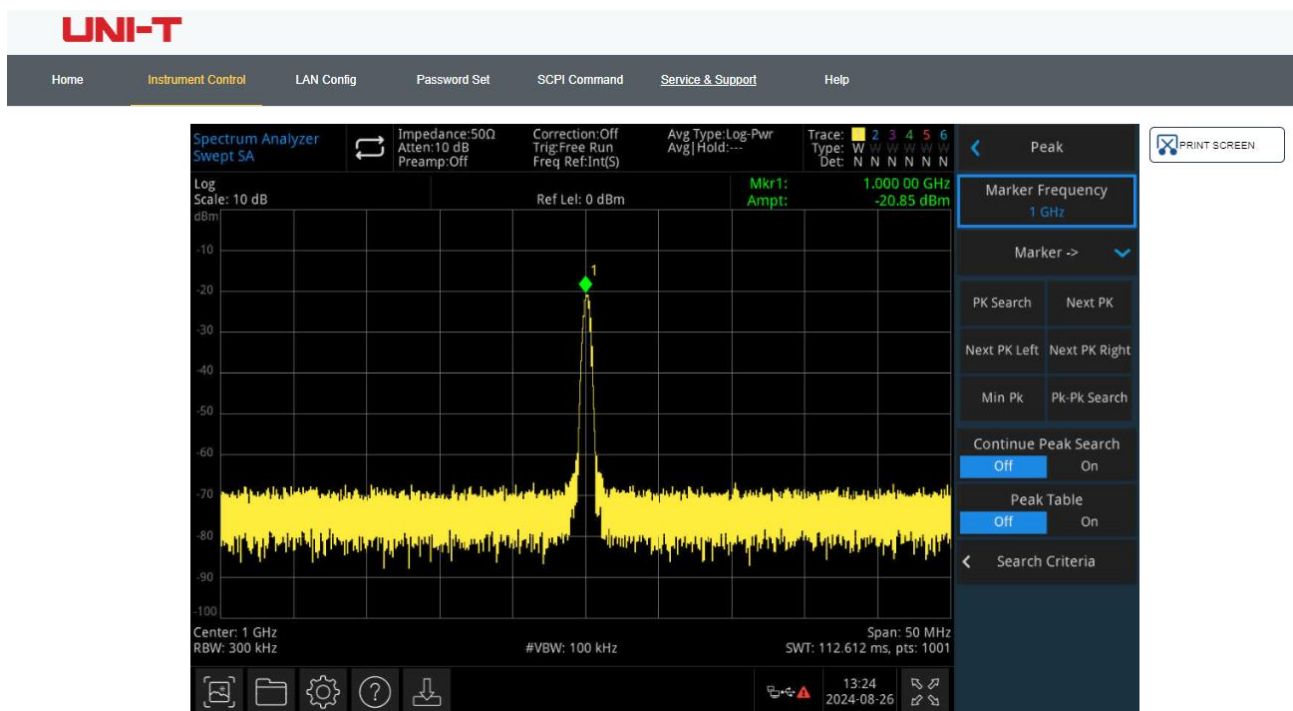 UNI-T
Home Instrument Control LAN Config Password Set SCPI Command Service & Support Help
Spectrum Analyzer
Swept SA
Impedance:50Ω
Atten:10 dB
Preamp:Off
Correction:Off
Trig:Free Run
Freq Ref:Int(S)
Avg Type:Log-Pwr
Avg|Hold:---
Trace: 1 2 3 4 5 6
Type: W W W W W W
Det: N N N N N N
Peak
PRINT SCREEN
Log
Scale: 10 dB
Ref Lel: 0 dBm
Mkr1: 1.000 00 GHz
Ampt: -20.85 dBm
dBm
-10
-20
-30
-40
-50
-60
-70
-80
-90
-100
1
Center: 1 GHz
RBW: 300 kHz
#VBW: 100 kHz
Span: 50 MHz
SWT: 112.612 ms, pts: 1001
Marker Frequency
1 GHz
Marker ->
PK Search Next PK
Next PK Left Next PK Right
Min Pk Pk-Pk Search
Continue Peak Search
Off On
Peak Table
Off On
Search Criteria
13:24
2024-08-26